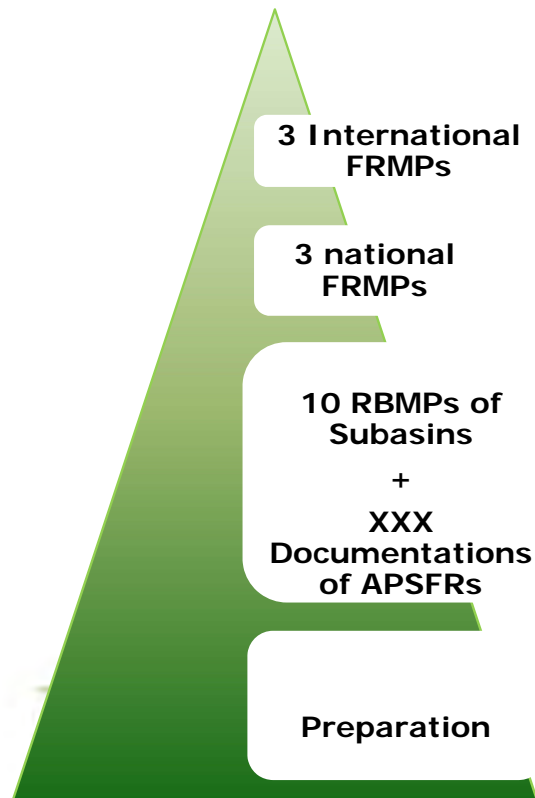 3 International
FRMPs
3 national
FRMPs
10 RBMPs of
Subasins
+
XXX
Documentations
of APSFRs
Preparation